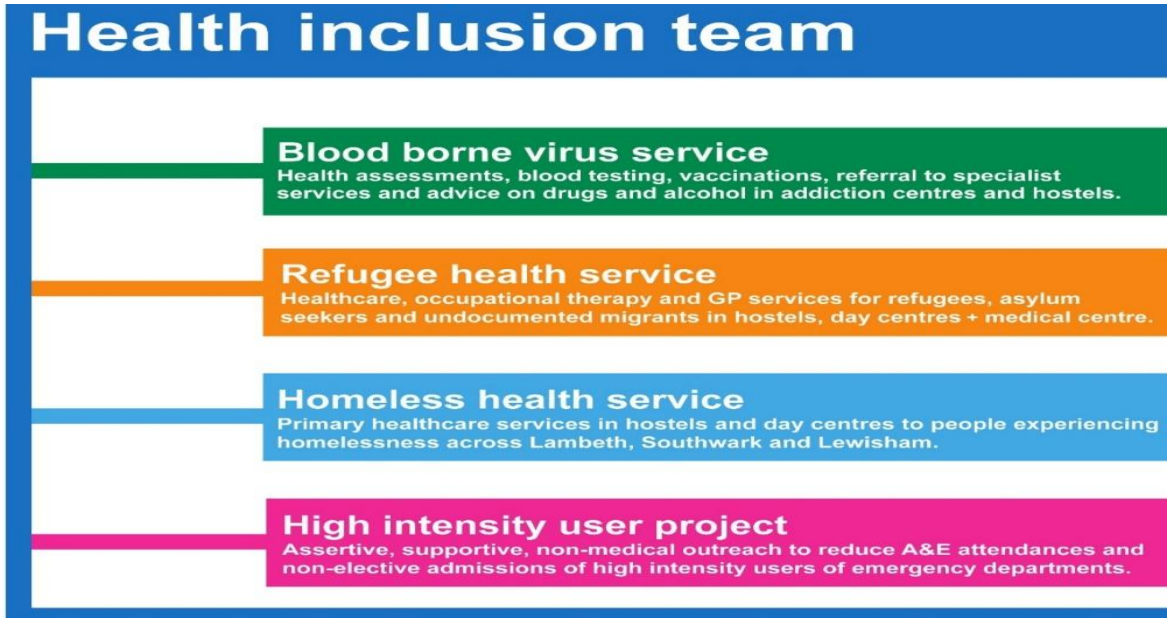 Health inclusion team
Blood borne virus service
Health assessments, blood testing, vaccinations, referral to specialist
services and advice on drugs and alcohol in addiction centres and hostels.
Refugee health service
Healthcare, occupational therapy and GP services for refugees, asylum
seekers and undocumented migrants in hostels, day centres + medical centre.
Homeless health service
Primary healthcare services in hostels and day centres to people experiencing
homelessness across Lambeth, Southwark and Lewisham.
High intensity user project
Assertive, supportive, non-medical outreach to reduce A&E attendances and
non-elective admissions of high intensity users of emergency departments.